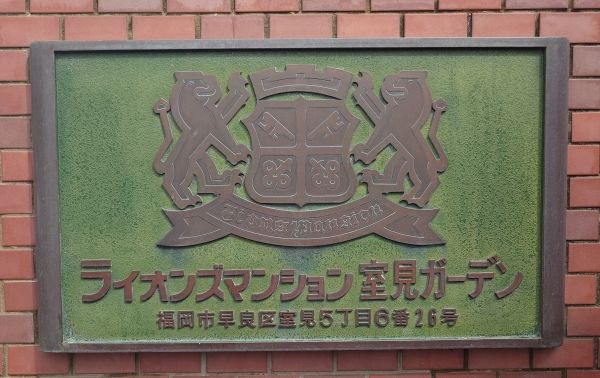 Lions Mansion
ライオンズマンション 室見ガーデン
福岡市早良区室見5丁目6番26号